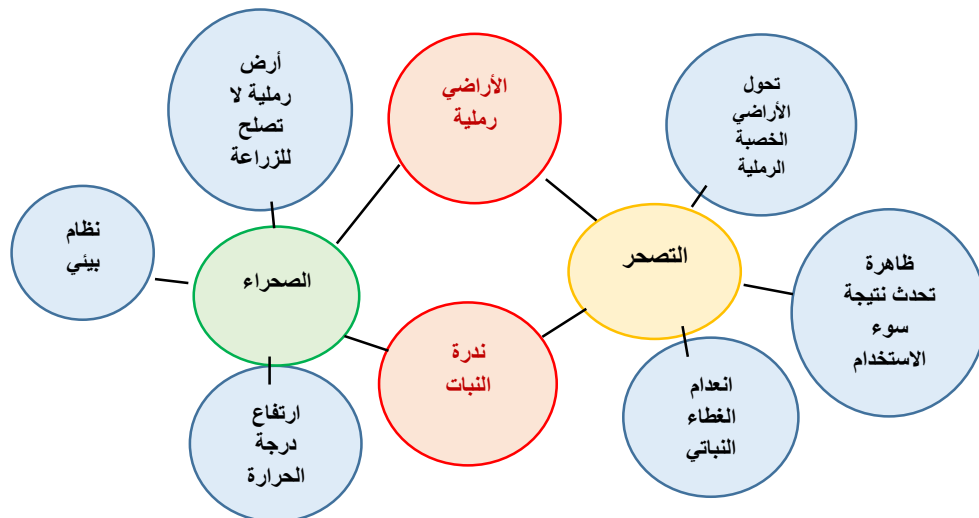 تحول
الأراضي
الخصبة
الرملية
الأراضي
رملية
أرض
رملية لا
تصلح
للزراعة
ظاهرة
تحدث نتيجة
سوء
الاستخدام
التصحر
الصحراء
نظام
بيئي
ندرة
النبات
انعدام
الغطاء
النباتي
ارتفاع
درجة
الحرارة